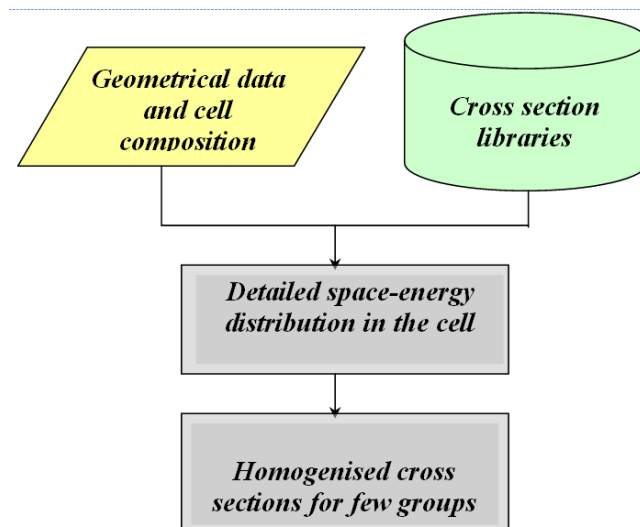 Geometrical data
and cell
composition
Cross section
libraries
Detailed space-energy
distribution in the cell
Homogenised cross
sections for few groups